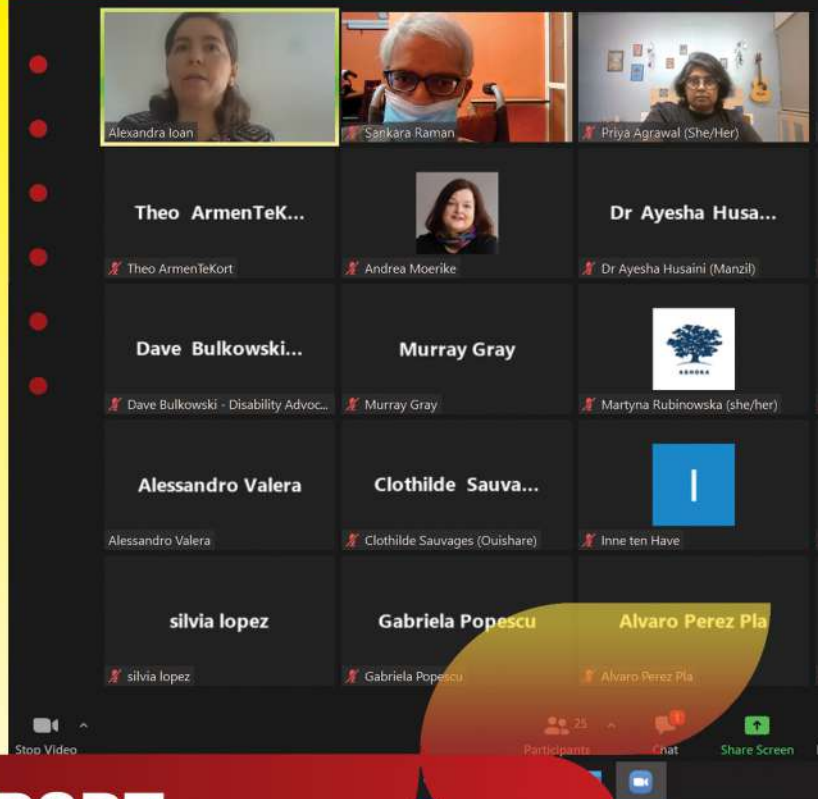 Alexandra Ioan
Sankara Raman
Priya Agrawal (She/Her)
Theo ArmenTeK...
Dr Ayesha Husa...
Theo ArmenTeKort
Andrea Moerike
Dr Ayesha Husaini (Manzil)
Dave Bulkowski...
Murray Gray
ASHOKA
Dave Bulkowski - Disability Advoc...
Murray Gray
Martyna Rubinowska (she/her)
Alessandro Valera
Clothilde Sauva...
I
Alessandro Valera
Clothilde Sauvages (Ouishare)
Inne ten Have
silvia lopez
Gabriela Popescu
Alvaro Perez Pla
silvia lopez
Gabriela Popescu
Alvaro Perez Pla
25
1
Stop Video
Participants
Chat
Share Screen